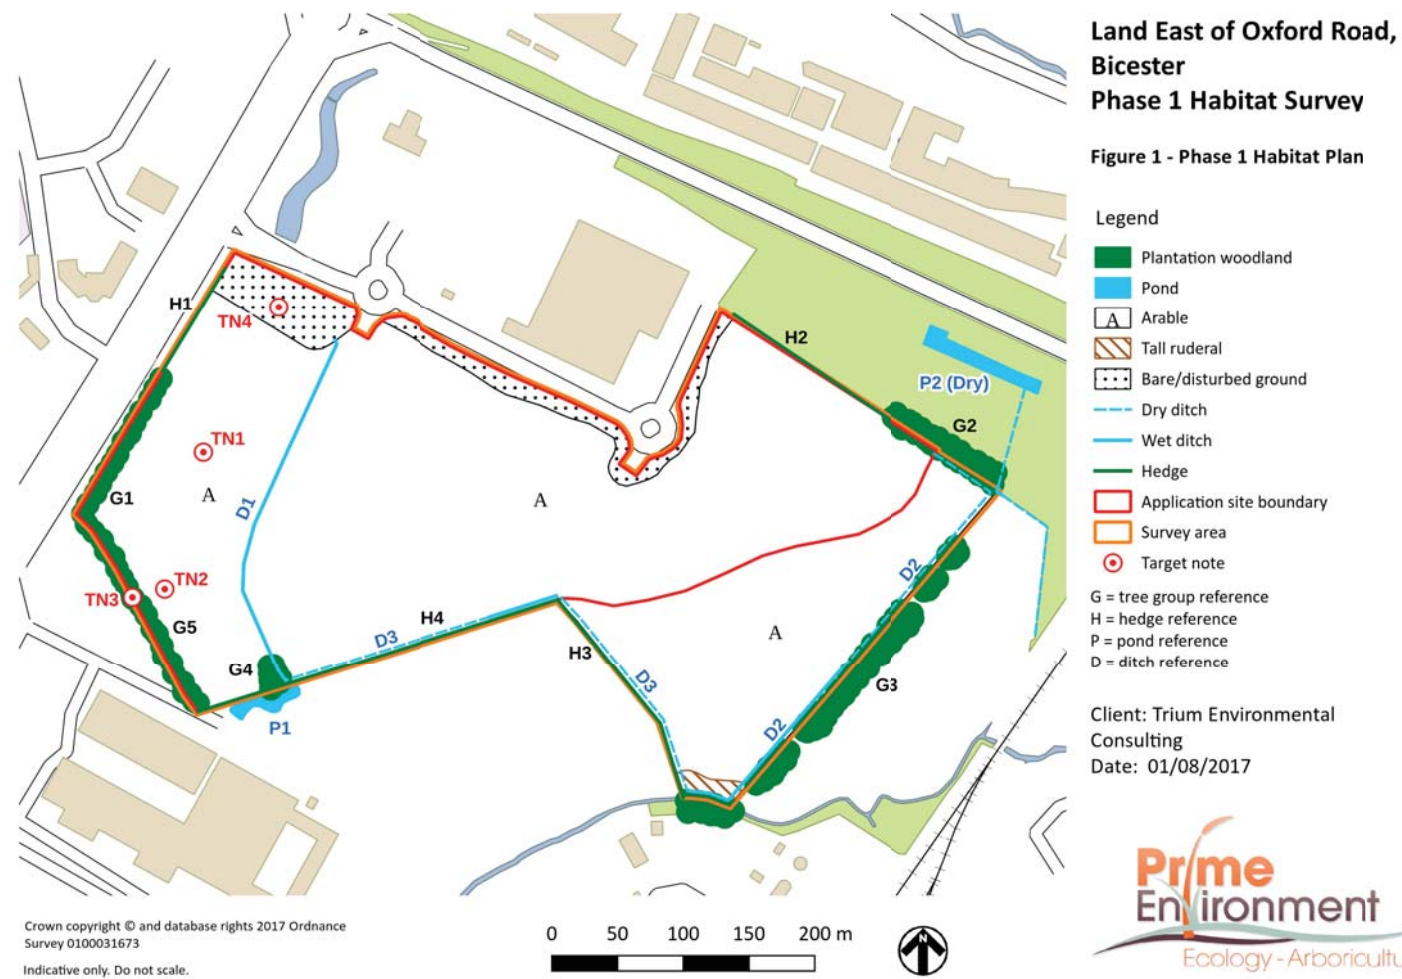 Land East of Oxford Road,
Bicester
Phase 1 Habitat Survey
Figure 1 - Phase 1 Habitat Plan
Legend
Plantation woodland
Pond
A Arable
Tall ruderal
Bare/disturbed ground
Dry ditch
Wet ditch
Hedge
Application site boundary
Survey area
Target note
G = tree group reference
H = hedge reference
P = pond reference
D = ditch reference
Client: Trium Environmental
Consulting
Date: 01/08/2017
Prime
Environment
Ecology - Arboricultu
H1
TN4
H2
P2 (Dry)
G2
TN1
G1
A
D1
A
TN2
TN3
G5
D2
H4
D3
A
H3
G4
D3
G3
P1
D2
Crown copyright © and database rights 2017 Ordnance
Survey 0100031673
Indicative only. Do not scale.
0 50 100 150 200 m